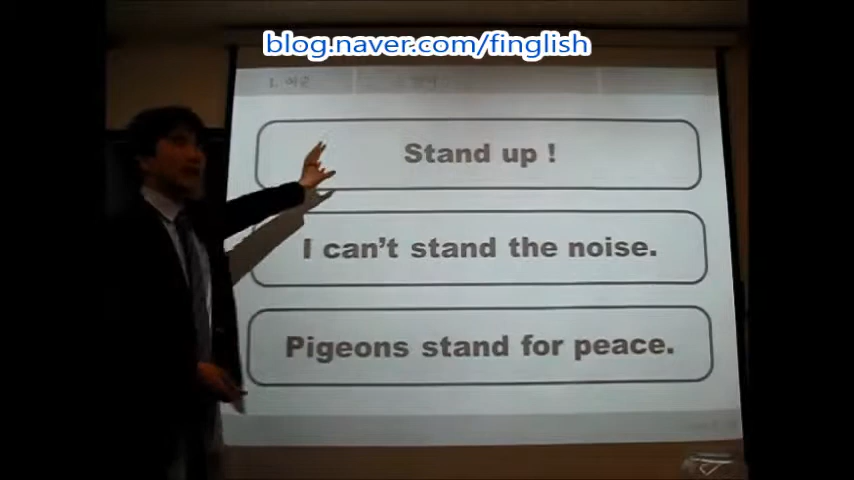 blog.naver.com/finglish
Stand up !
I can't stand the noise.
Pigeons stand for peace.